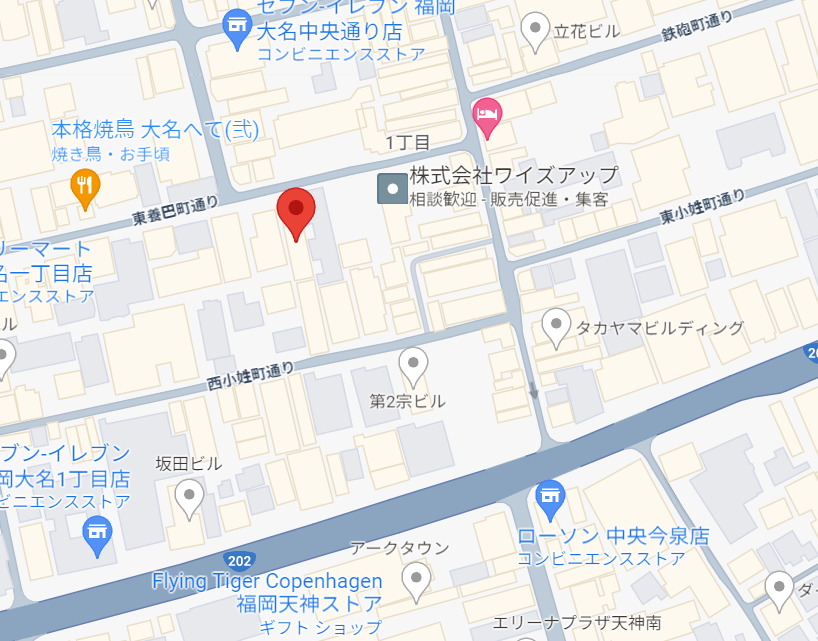 セブン-イレブン 福岡
大名中央通り店
コンビニエンスストア
立花ビル
鉄砲町通り
本格焼鳥 大名へて(弐)
焼き鳥・お手頃
1丁目
株式会社ワイズアップ
相談歓迎 - 販売促進・集客
東養巴町通り
東小姓町通り
リーマート
名一丁目店
エンスストア
ル
タカヤマビルディング
西小姓町通り
第2宗ビル
20
ブン-イレブン
岡大名1丁目店
ビニエンスストア
坂田ビル
ローソン 中央今泉店
コンビニエンスストア
アークタウン
202
Flying Tiger Copenhagen
福岡天神ストア
ギフト ショップ
ダ
エリーナプラザ天神南